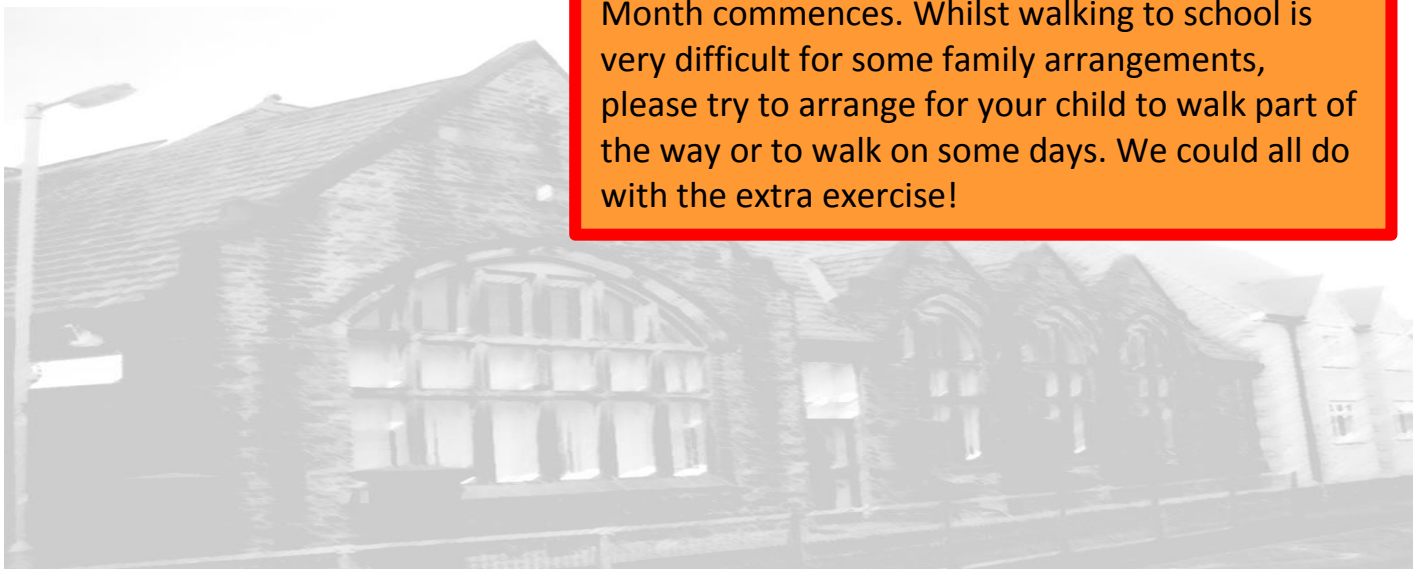 Month commences. Whilst walking to school is
very difficult for some family arrangements,
please try to arrange for your child to walk part of
the way or to walk on some days. We could all do
with the extra exercise!